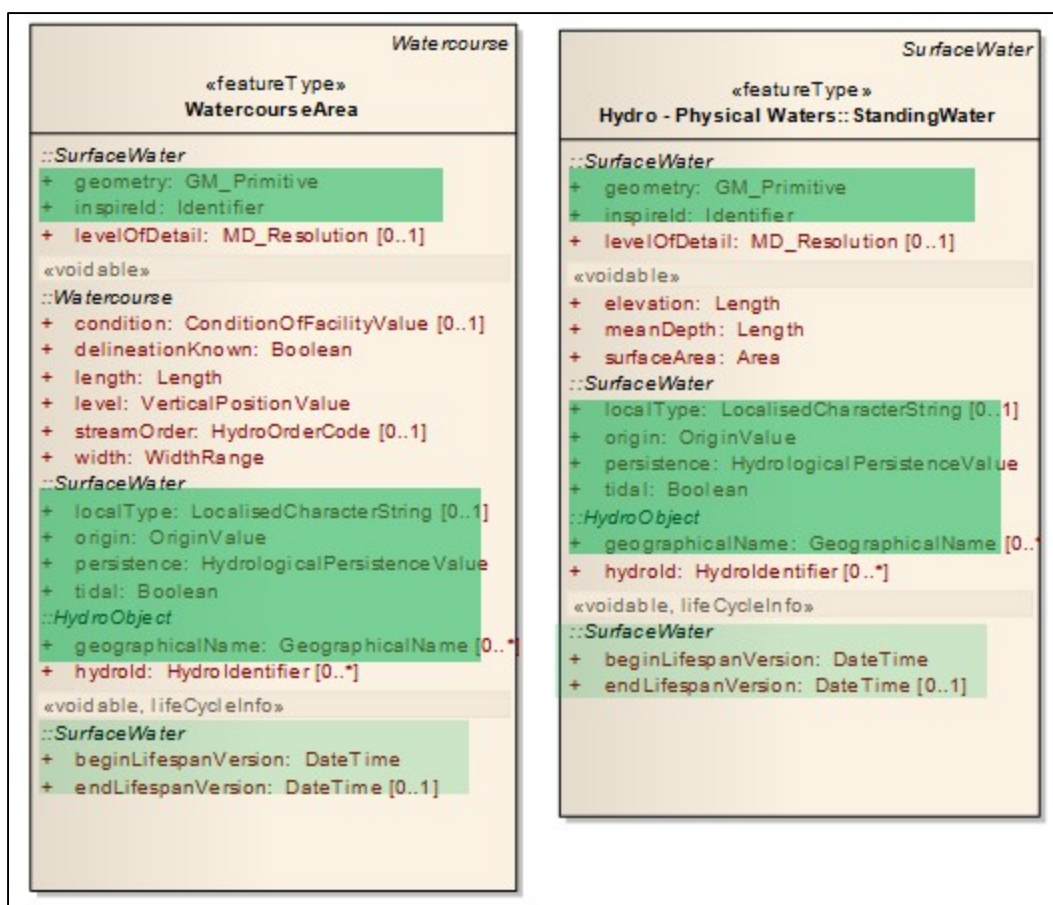 Watercourse
«featureType»
WatercourseArea
::SurfaceWater
+ geometry: GM_Primitive
+ inspireId: Identifier
+ levelOfDetail: MD_Resolution [0..1]
«voidable»
::Watercourse
+ condition: ConditionOfFacilityValue [0..1]
+ delineationKnown: Boolean
+ length: Length
+ level: VerticalPositionValue
+ streamOrder: HydroOrderCode [0..1]
+ width: WidthRange
::SurfaceWater
+ localType: LocalisedCharacterString [0..1]
+ origin: OriginValue
+ persistence: HydrologicalPersistenceValue
+ tidal: Boolean
::HydroObject
+ geographicalName: GeographicalName [0..*]
+ hydroId: HydroIdentifier [0..*]
«voidable, lifeCycleInfo»
::SurfaceWater
+ beginLifespanVersion: DateTime
+ endLifespanVersion: DateTime [0..1]
SurfaceWater
«featureType»
Hydro - Physical Waters::StandingWater
::SurfaceWater
+ geometry: GM_Primitive
+ inspireId: Identifier
+ levelOfDetail: MD_Resolution [0..1]
«voidable»
+ elevation: Length
+ meanDepth: Length
+ surfaceArea: Area
::SurfaceWater
+ localType: LocalisedCharacterString [0..1]
+ origin: OriginValue
+ persistence: HydrologicalPersistenceValue
+ tidal: Boolean
::HydroObject
+ geographicalName: GeographicalName [0..*
+ hydroId: HydroIdentifier [0..*]
«voidable, lifeCycleInfo»
::SurfaceWater
+ beginLifespanVersion: DateTime
+ endLifespanVersion: DateTime [0..1]